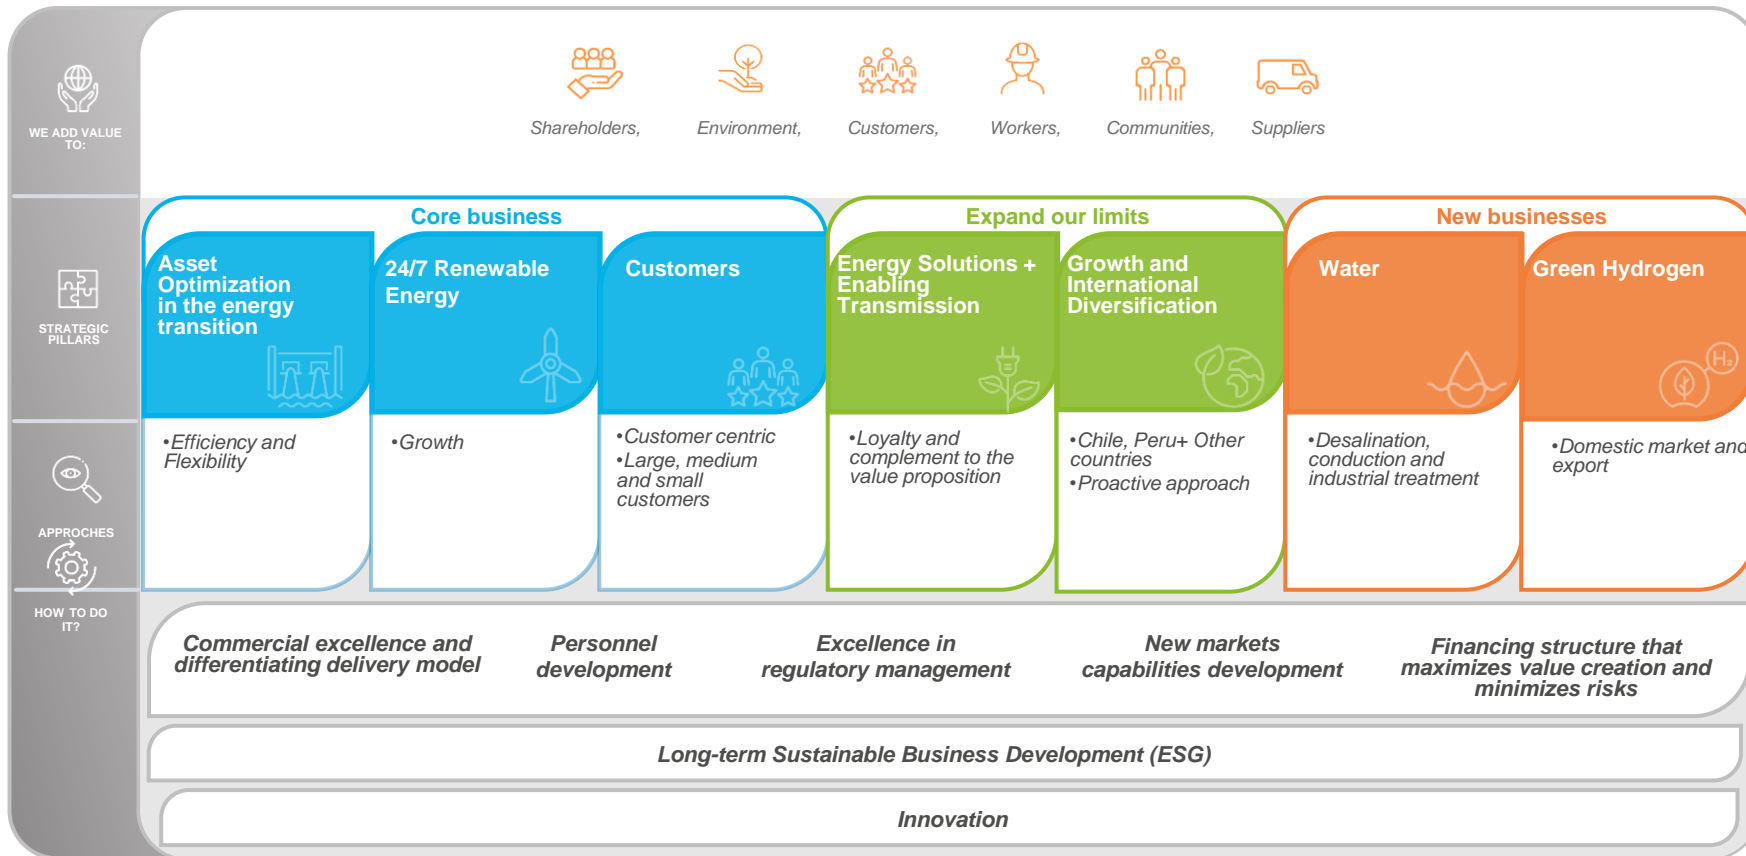 WE ADD VALUE
TO:
Shareholders,
Environment,
Customers,
Workers,
Communities,
Suppliers
STRATEGIC
PILLARS
Core business
Expand our limits
New businesses
Asset
Optimization
in the energy
transition
24/7 Renewable
Energy
Customers
Energy Solutions +
Enabling
Transmission
Growth and
International
Diversification
Water
Green Hydrogen
H₂
APPROCHES
•Efficiency and
Flexibility
•Growth
•Customer centric
•Large, medium
and small
customers
•Loyalty and
complement to the
value proposition
•Chile, Peru+ Other
countries
•Proactive approach
•Desalination,
conduction and
industrial treatment
•Domestic market and
export
HOW TO DO
IT?
Commercial excellence and
differentiating delivery model
Personnel
development
Excellence in
regulatory management
New markets
capabilities development
Financing structure that
maximizes value creation and
minimizes risks
Long-term Sustainable Business Development (ESG)
Innovation